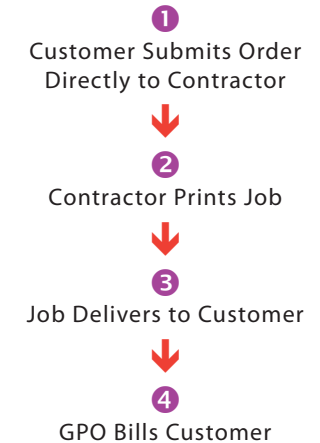 1
Customer Submits Order
Directly to Contractor
2
Contractor Prints Job
3
Job Delivers to Customer
4
GPO Bills Customer